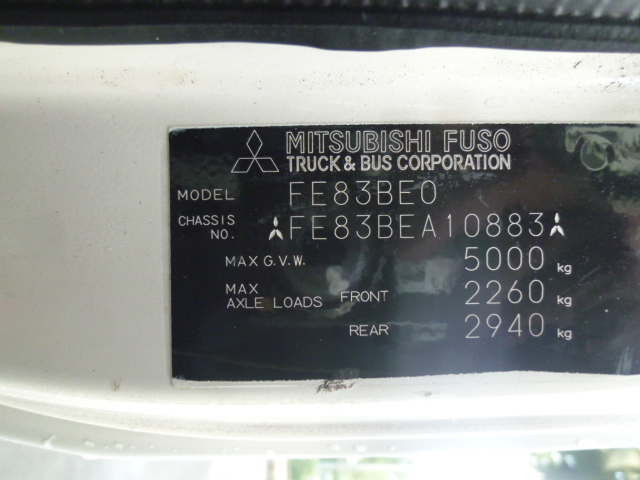 MITSUBISHI FUSO
TRUCK & BUS CORPORATION
MODEL FE83BE0
CHASSIS NO. FE83BEA10883
MAX G.V.W. 5000 kg
MAX AXLE LOADS FRONT 2260 kg
REAR 2940 kg